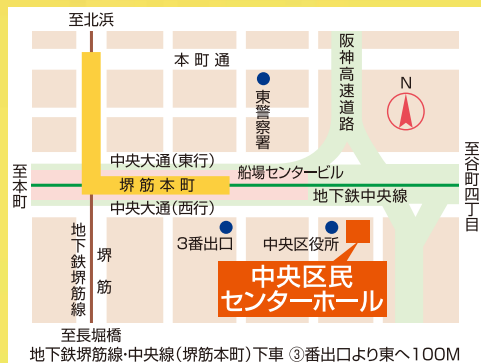 至北浜
本町通
阪神高速道路
N
東警察署
中央大通(東行)
船場センタービル
至本町
堺筋本町
地下鉄中央線
至谷町四丁目
中央大通(西行)
地下鉄堺筋線
堺筋
3番出口
中央区役所
中央区民
センターホール
至長堀橋
地下鉄堺筋線・中央線(堺筋本町)下車 ③番出口より東へ100M